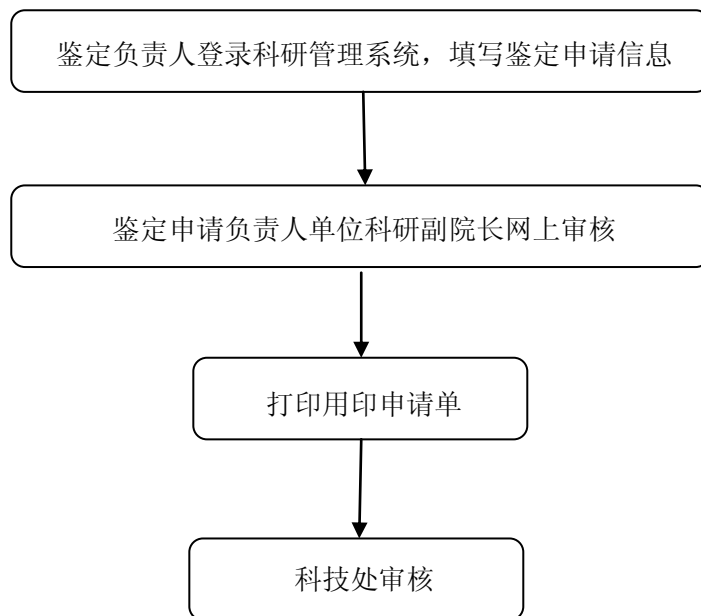 鉴定负责人登录科研管理系统，填写鉴定申请信息
鉴定申请负责人单位科研副院长网上审核
打印用印申请单
科技处审核